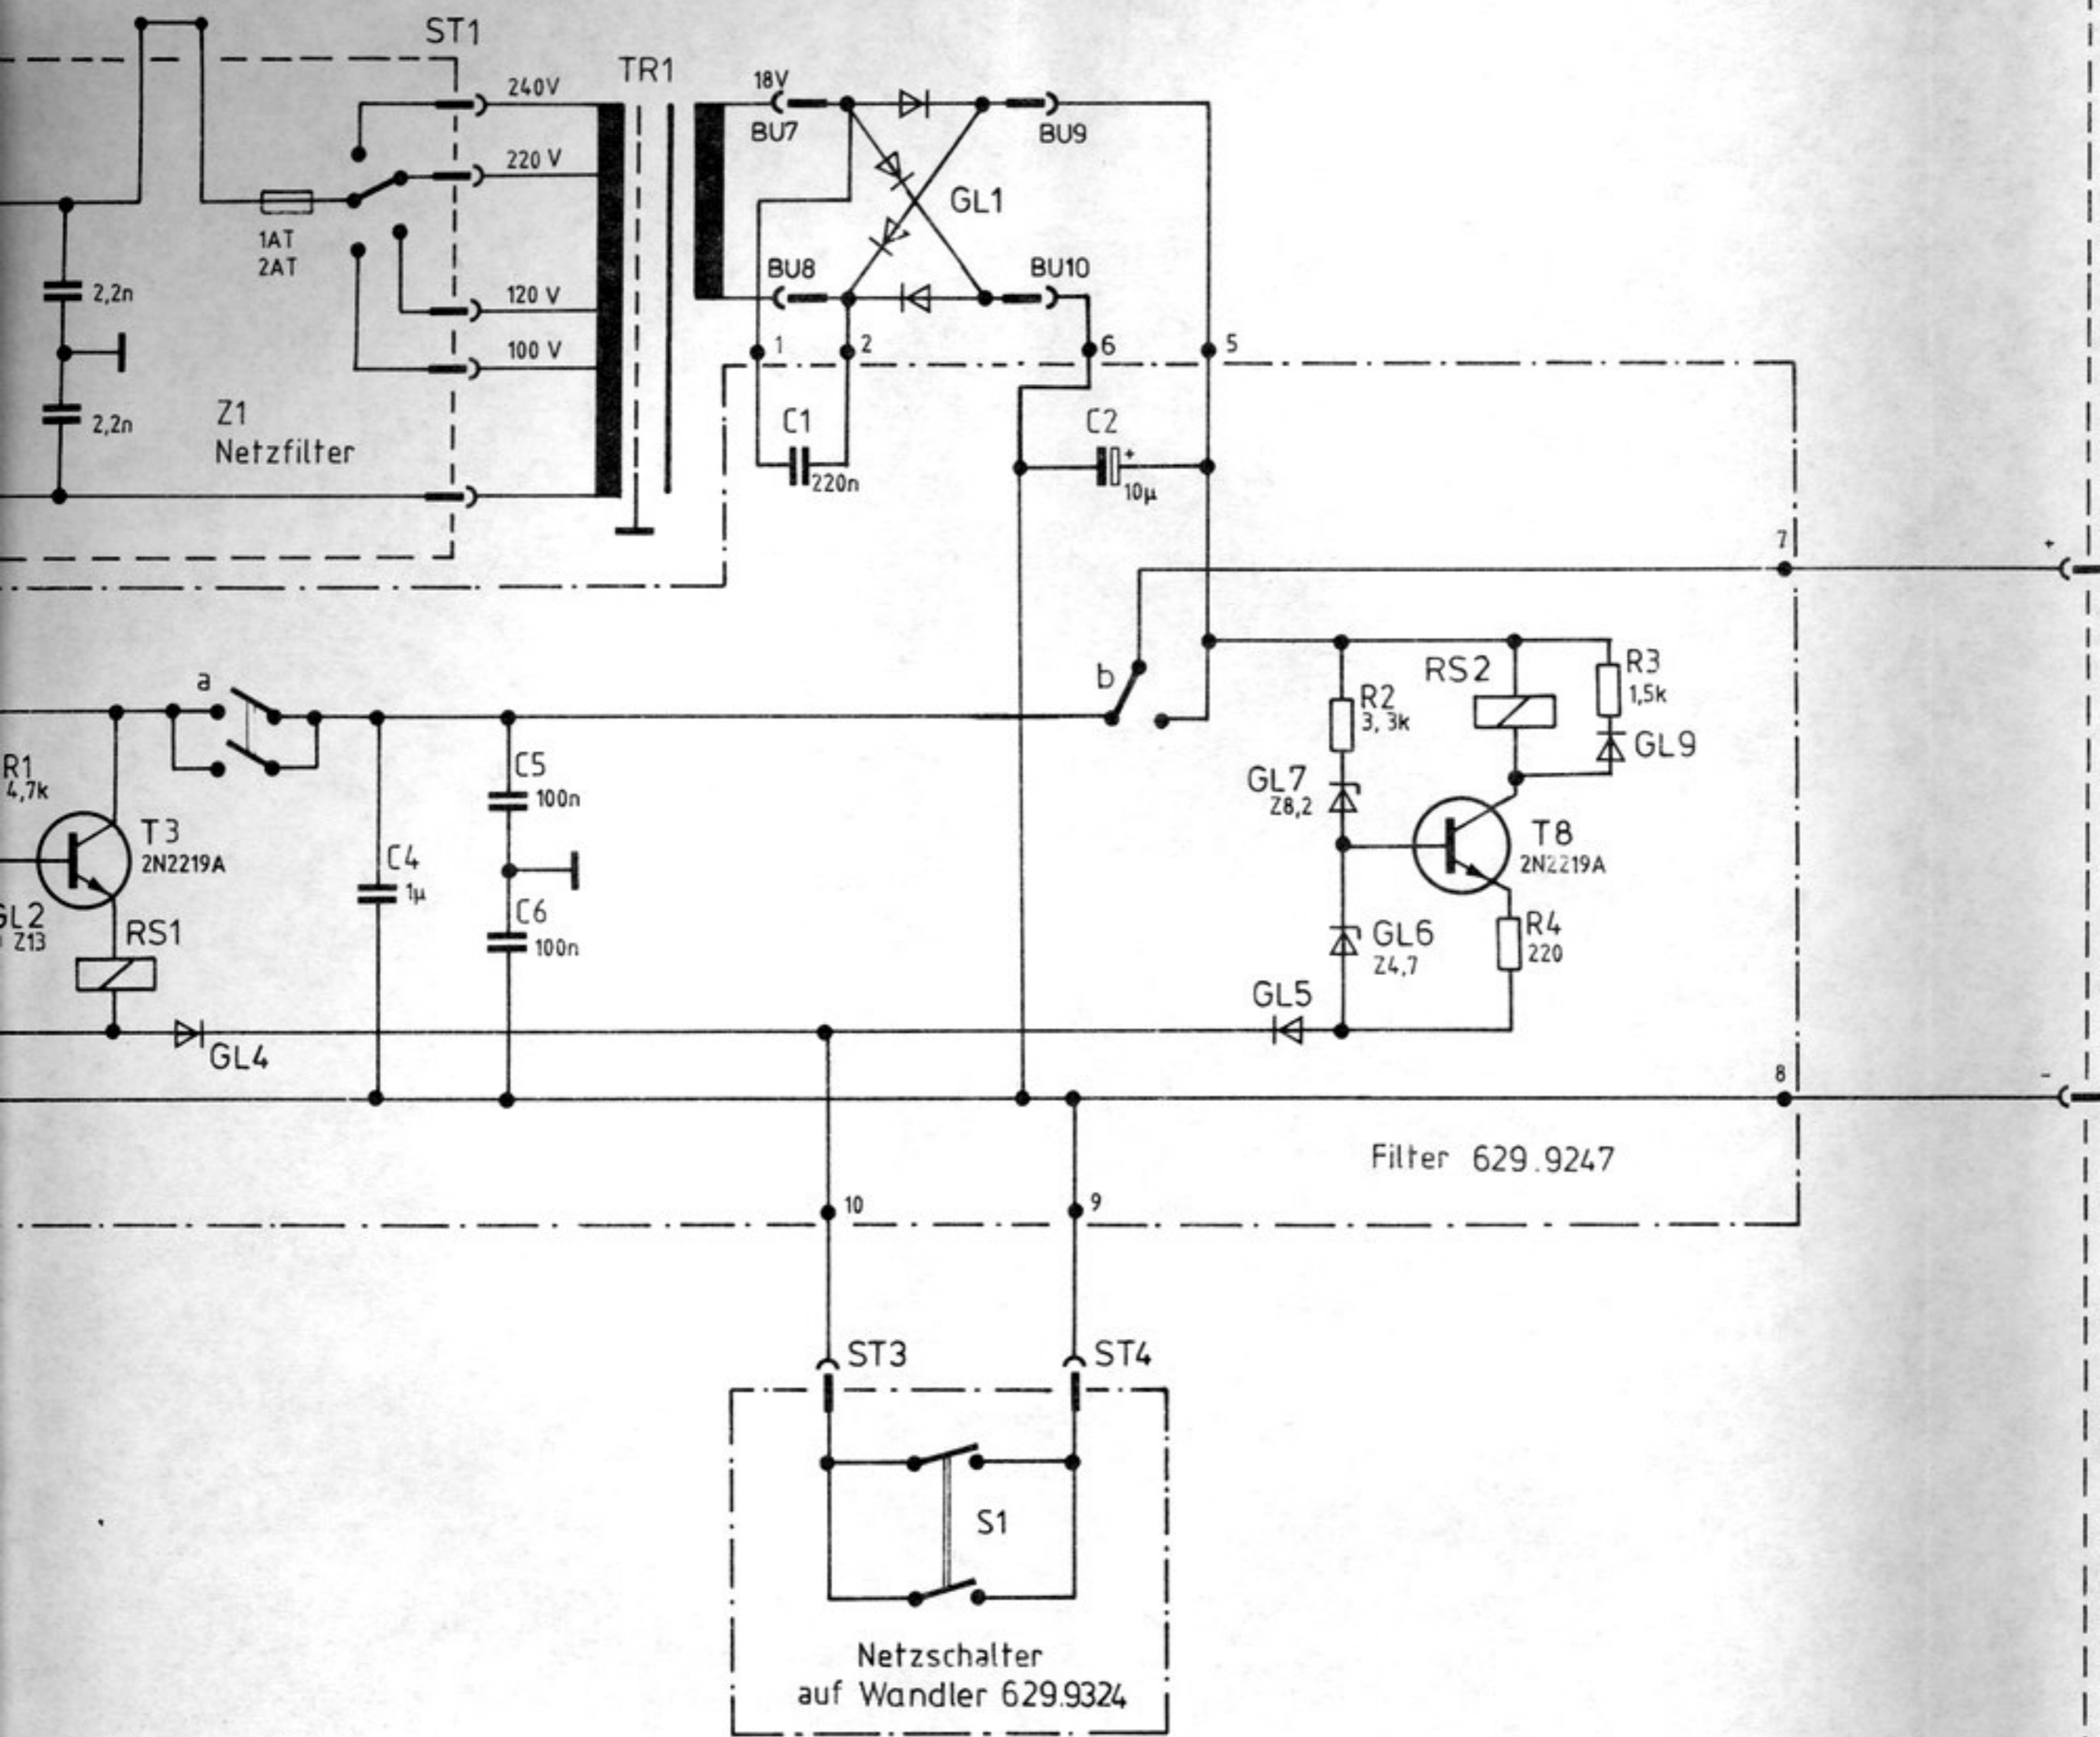 ST1
TR1
240V
18V
BU7
BU9
220 V
GL1
1AT
2AT
BU8
BU10
2,2n
120 V
100 V
1
2
6
5
Z1
Netzfilter
2,2n
C1
220n
C2
+
10µ
7
+
a
b
RS2
R3
1,5k
R2
3,3k
GL9
R1
4,7k
C5
100n
GL7
Z8,2
T3
2N2219A
C4
1µ
T8
2N2219A
GL2
Z13
RS1
C6
100n
GL6
Z4,7
R4
220
GL5
GL4
8
-
Filter 629.9247
10
9
ST3
ST4
S1
Netzschalter
auf Wandler 629.9324